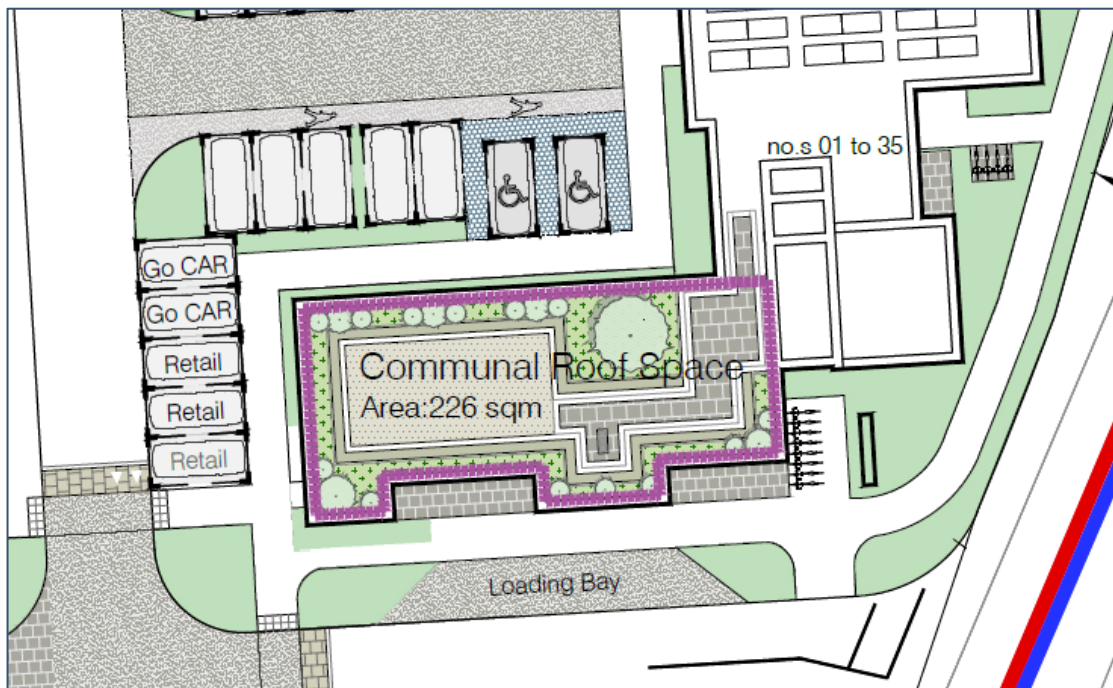 no.s 01 to 35
Go CAR
Go CAR
Retail
Retail
Retail
Communal Roof Space
Area:226 sqm
Loading Bay